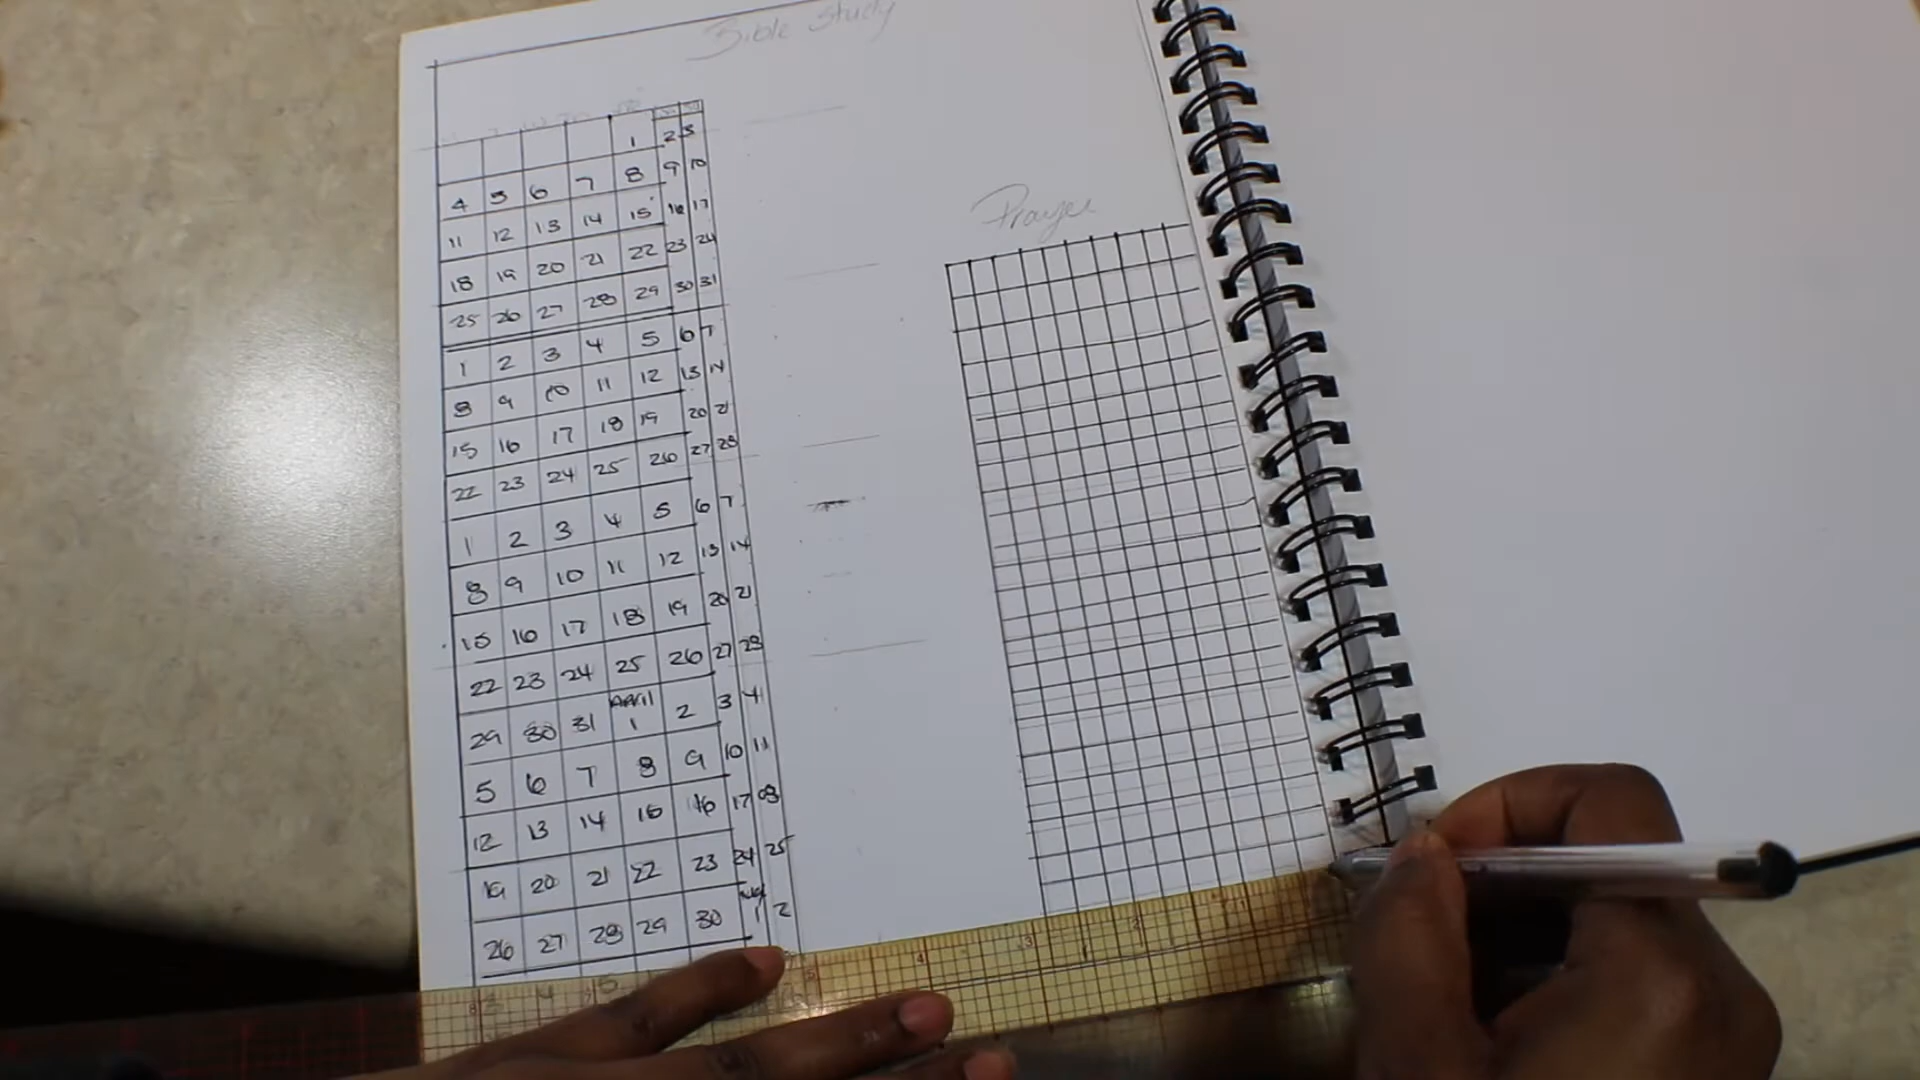 Bible Study
1 2 3
4 5 6 7 8 9 10
11 12 13 14 15 16 17
18 19 20 21 22 23 24
25 26 27 28 29 30 31
1 2 3 4 5 6 7
8 9 10 11 12 13 14
15 16 17 18 19 20 21
22 23 24 25 26 27 28
1 2 3 4 5 6 7
8 9 10 11 12 13 14
15 16 17 18 19 20 21
22 23 24 25 26 27 28
29 30 31 April 1 2 3 4
5 6 7 8 9 10 11
12 13 14 15 16 17
19 20 21 22 23 24 25
26 27 28 29 30 1 2
Prayer
5 4 3 2 1